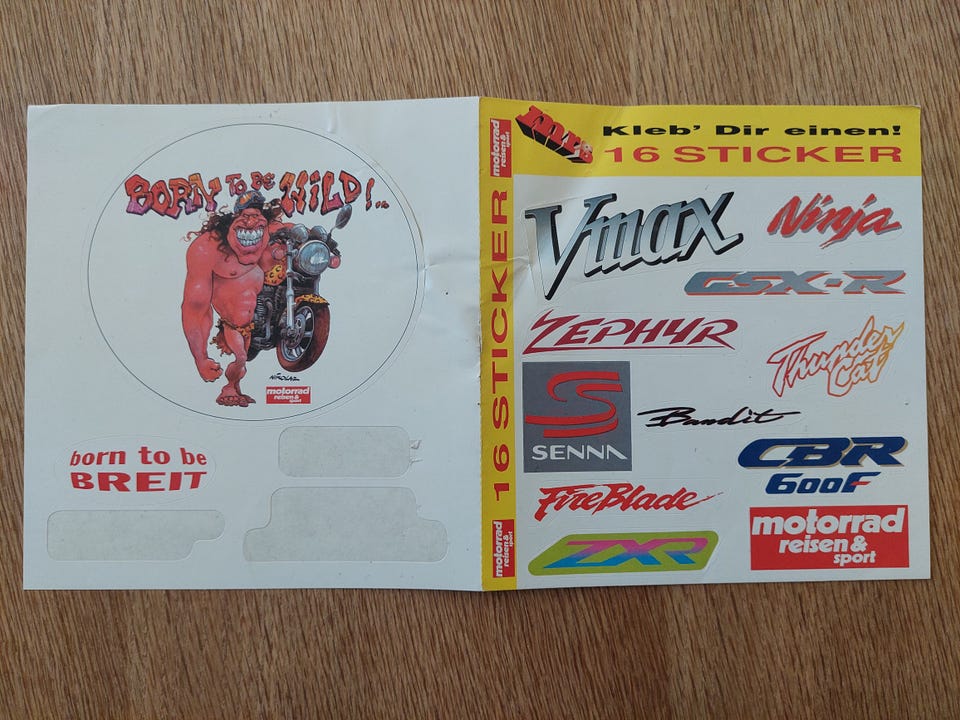 BORN TO BE WILD!...
NIKOLAZ
motorrad
reisen &
sport
born to be
BREIT
motorrad
reisen &
sport
16 STICKER
motorrad
reisen &
sport
mrs
Kleb' Dir einen!
16 STICKER
Vmax
Ninja
GSX-R
ZEPHYR
Thunder
Cat
S
SENNA
Bandit
CBR
600F
FireBlade
ZXR
motorrad
reisen &
sport